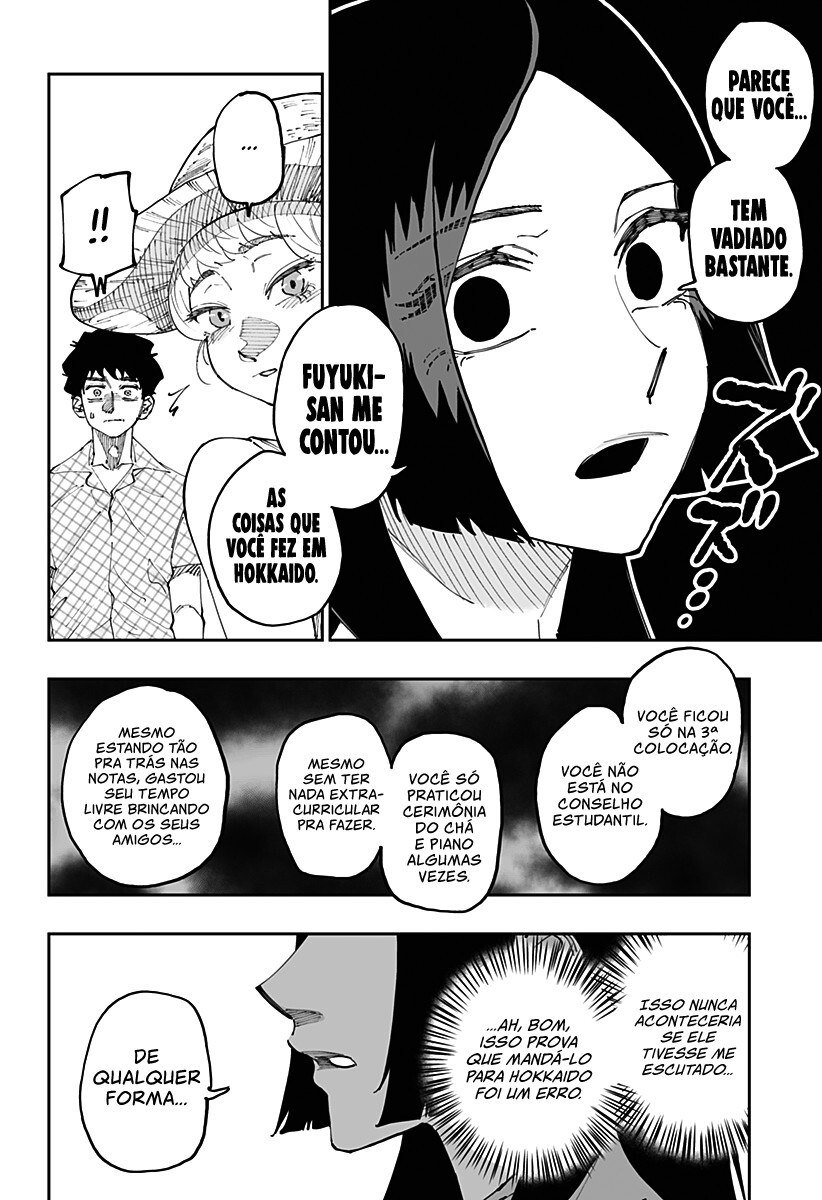 PARECE
QUE VOCÊ...
TEM
VADIADO
BASTANTE.
FUYUKI-
SAN ME
CONTOU...
AS
COISAS QUE
VOCÊ FEZ EM
HOKKAIDO.
...
!!
VOCÊ FICOU
SÓ NA 3ª
COLOCAÇÃO.
VOCÊ NÃO
ESTÁ NO
CONSELHO
ESTUDANTIL.
VOCÊ SÓ
PRATICOU
CERIMÔNIA
DO CHÁ
E PIANO
ALGUMAS
VEZES.
MESMO
SEM TER
NADA EXTRA-
CURRICULAR
PRA FAZER.
MESMO
ESTANDO TÃO
PRA TRÁS NAS
NOTAS, GASTOU
SEU TEMPO
LIVRE BRINCANDO
COM OS SEUS
AMIGOS...
ISSO NUNCA
ACONTECERIA
SE ELE
TIVESSE ME
ESCUTADO...
...AH, BOM,
ISSO PROVA
QUE MANDÁ-LO
PARA HOKKAIDO
FOI UM ERRO.
DE
QUALQUER
FORMA...